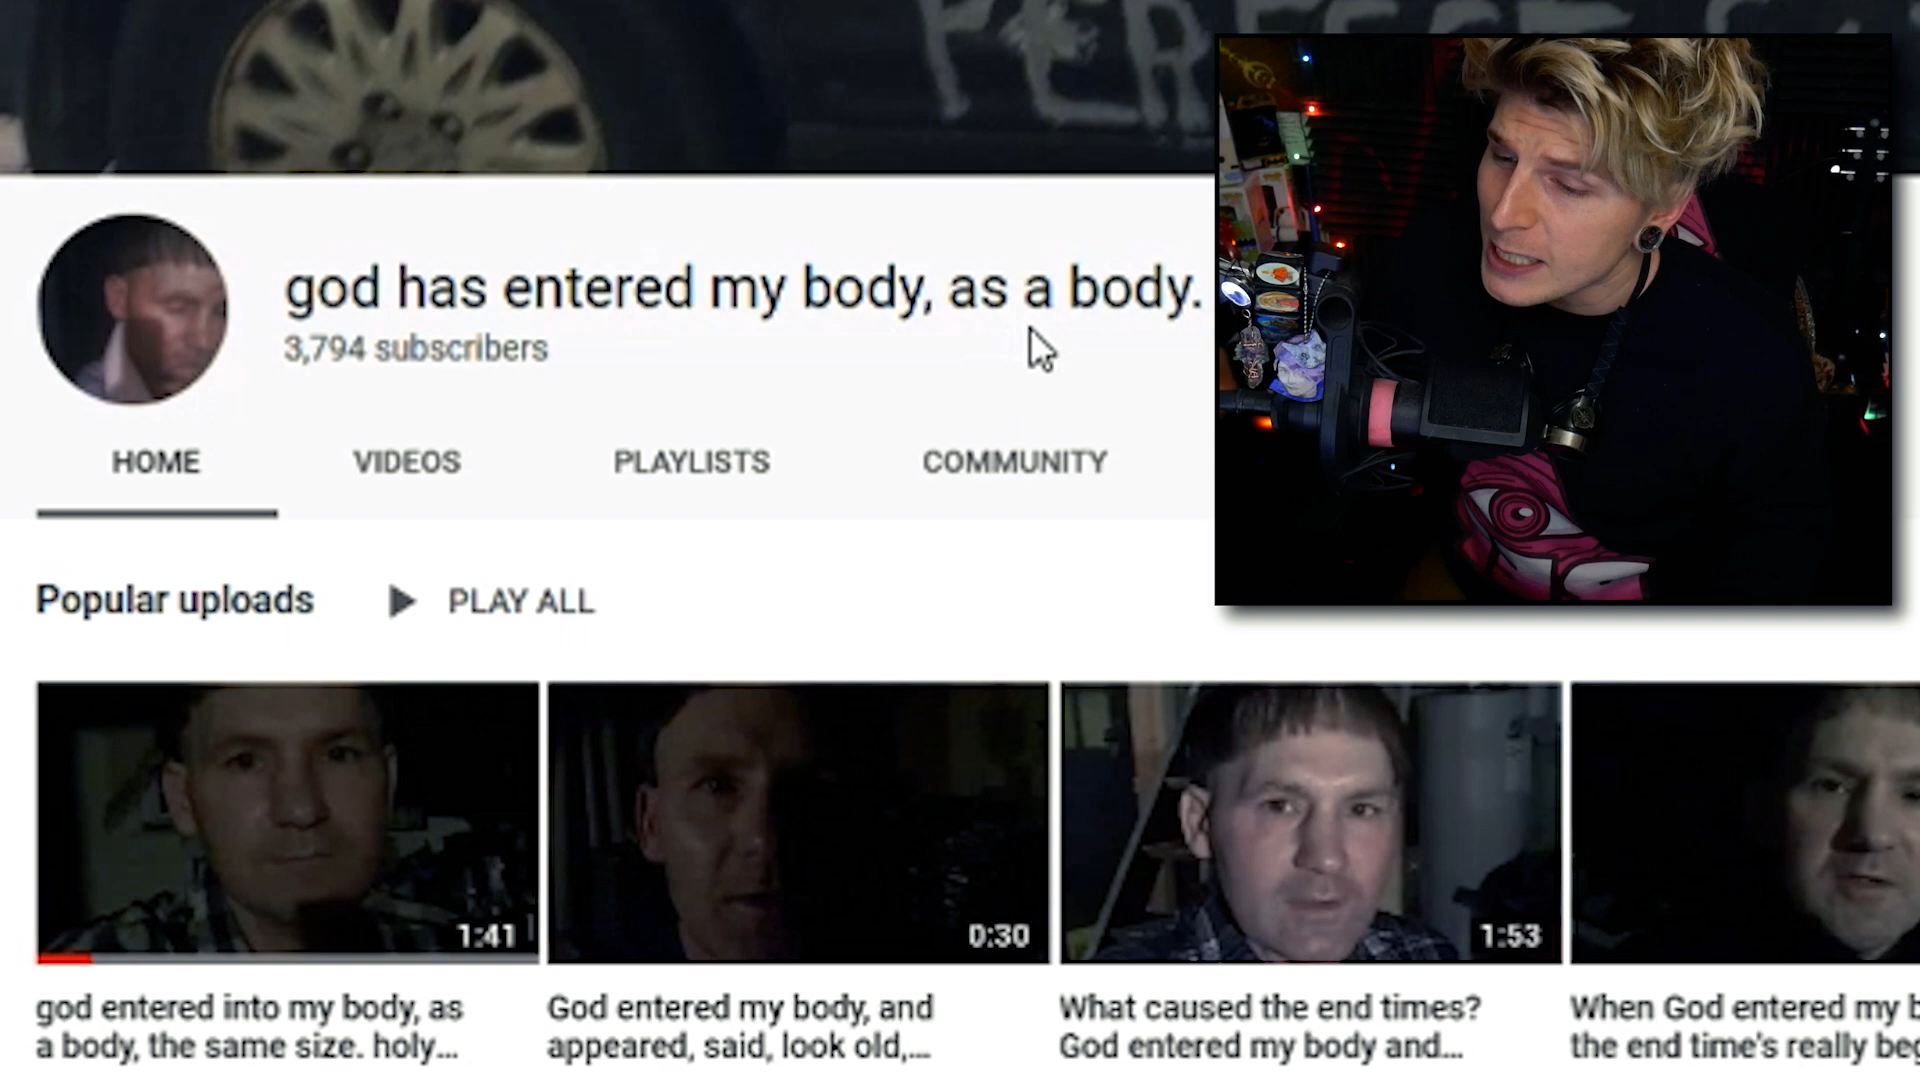 PERFECT
god has entered my body, as a body.
3,794 subscribers
HOME VIDEOS PLAYLISTS COMMUNITY
Popular uploads PLAY ALL
1:41 0:30 1:53
god entered into my body, as
a body, the same size. holy...
God entered my body, and
appeared, said, look old,...
What caused the end times?
God entered my body and...
When God entered my b
the end time's really beg